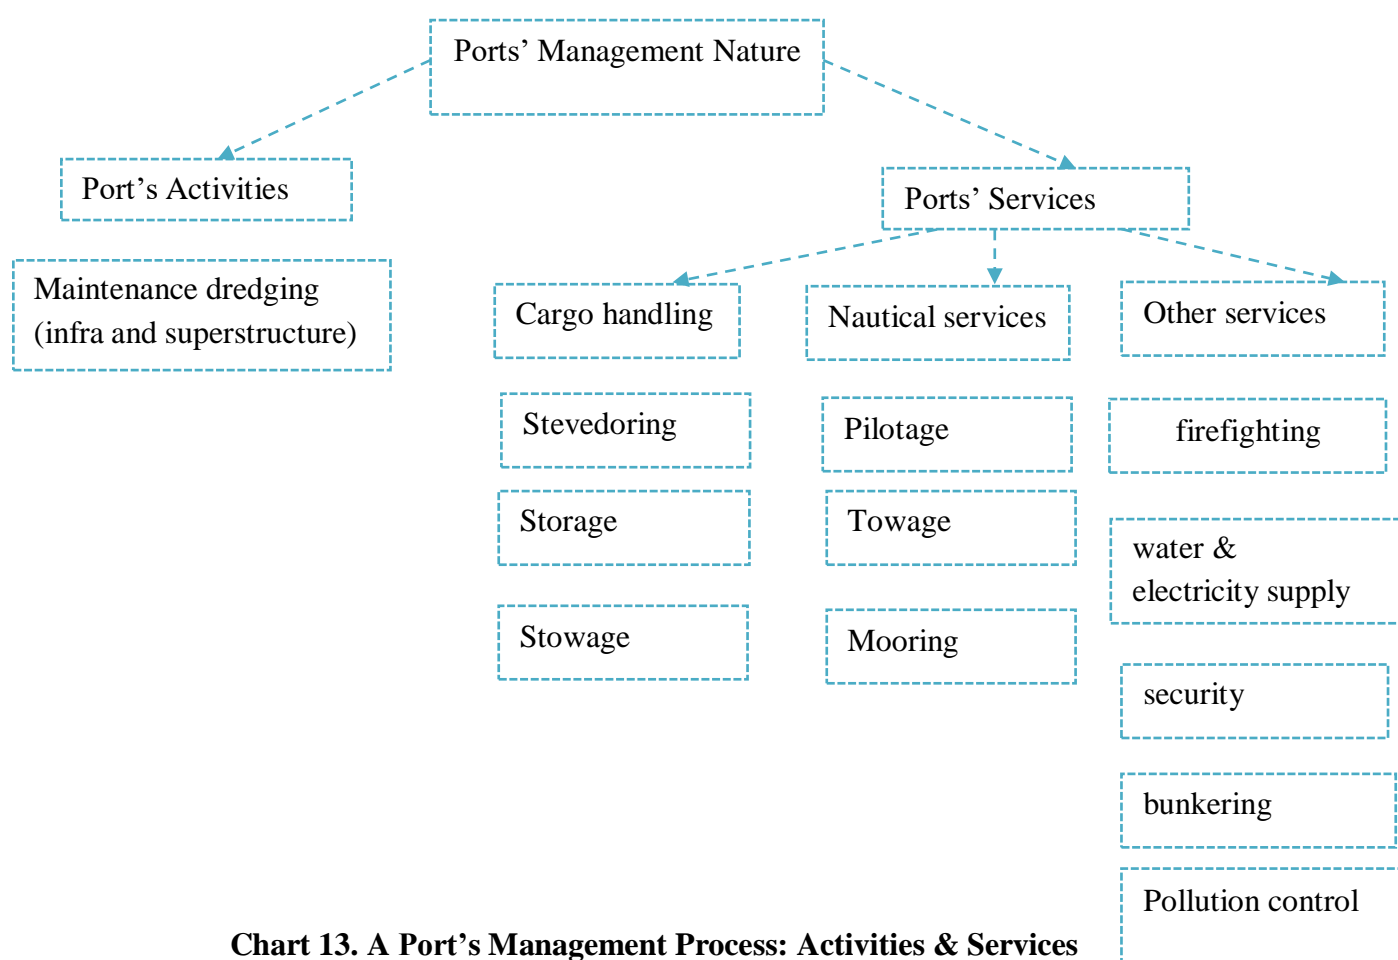 Ports’ Management Nature
Port’s Activities
Ports’ Services
Maintenance dredging
(infra and superstructure)
Cargo handling
Nautical services
Other services
Stevedoring
Pilotage
firefighting
Storage
Towage
water &
electricity supply
Stowage
Mooring
security
bunkering
Pollution control
Chart 13. A Port’s Management Process: Activities & Services